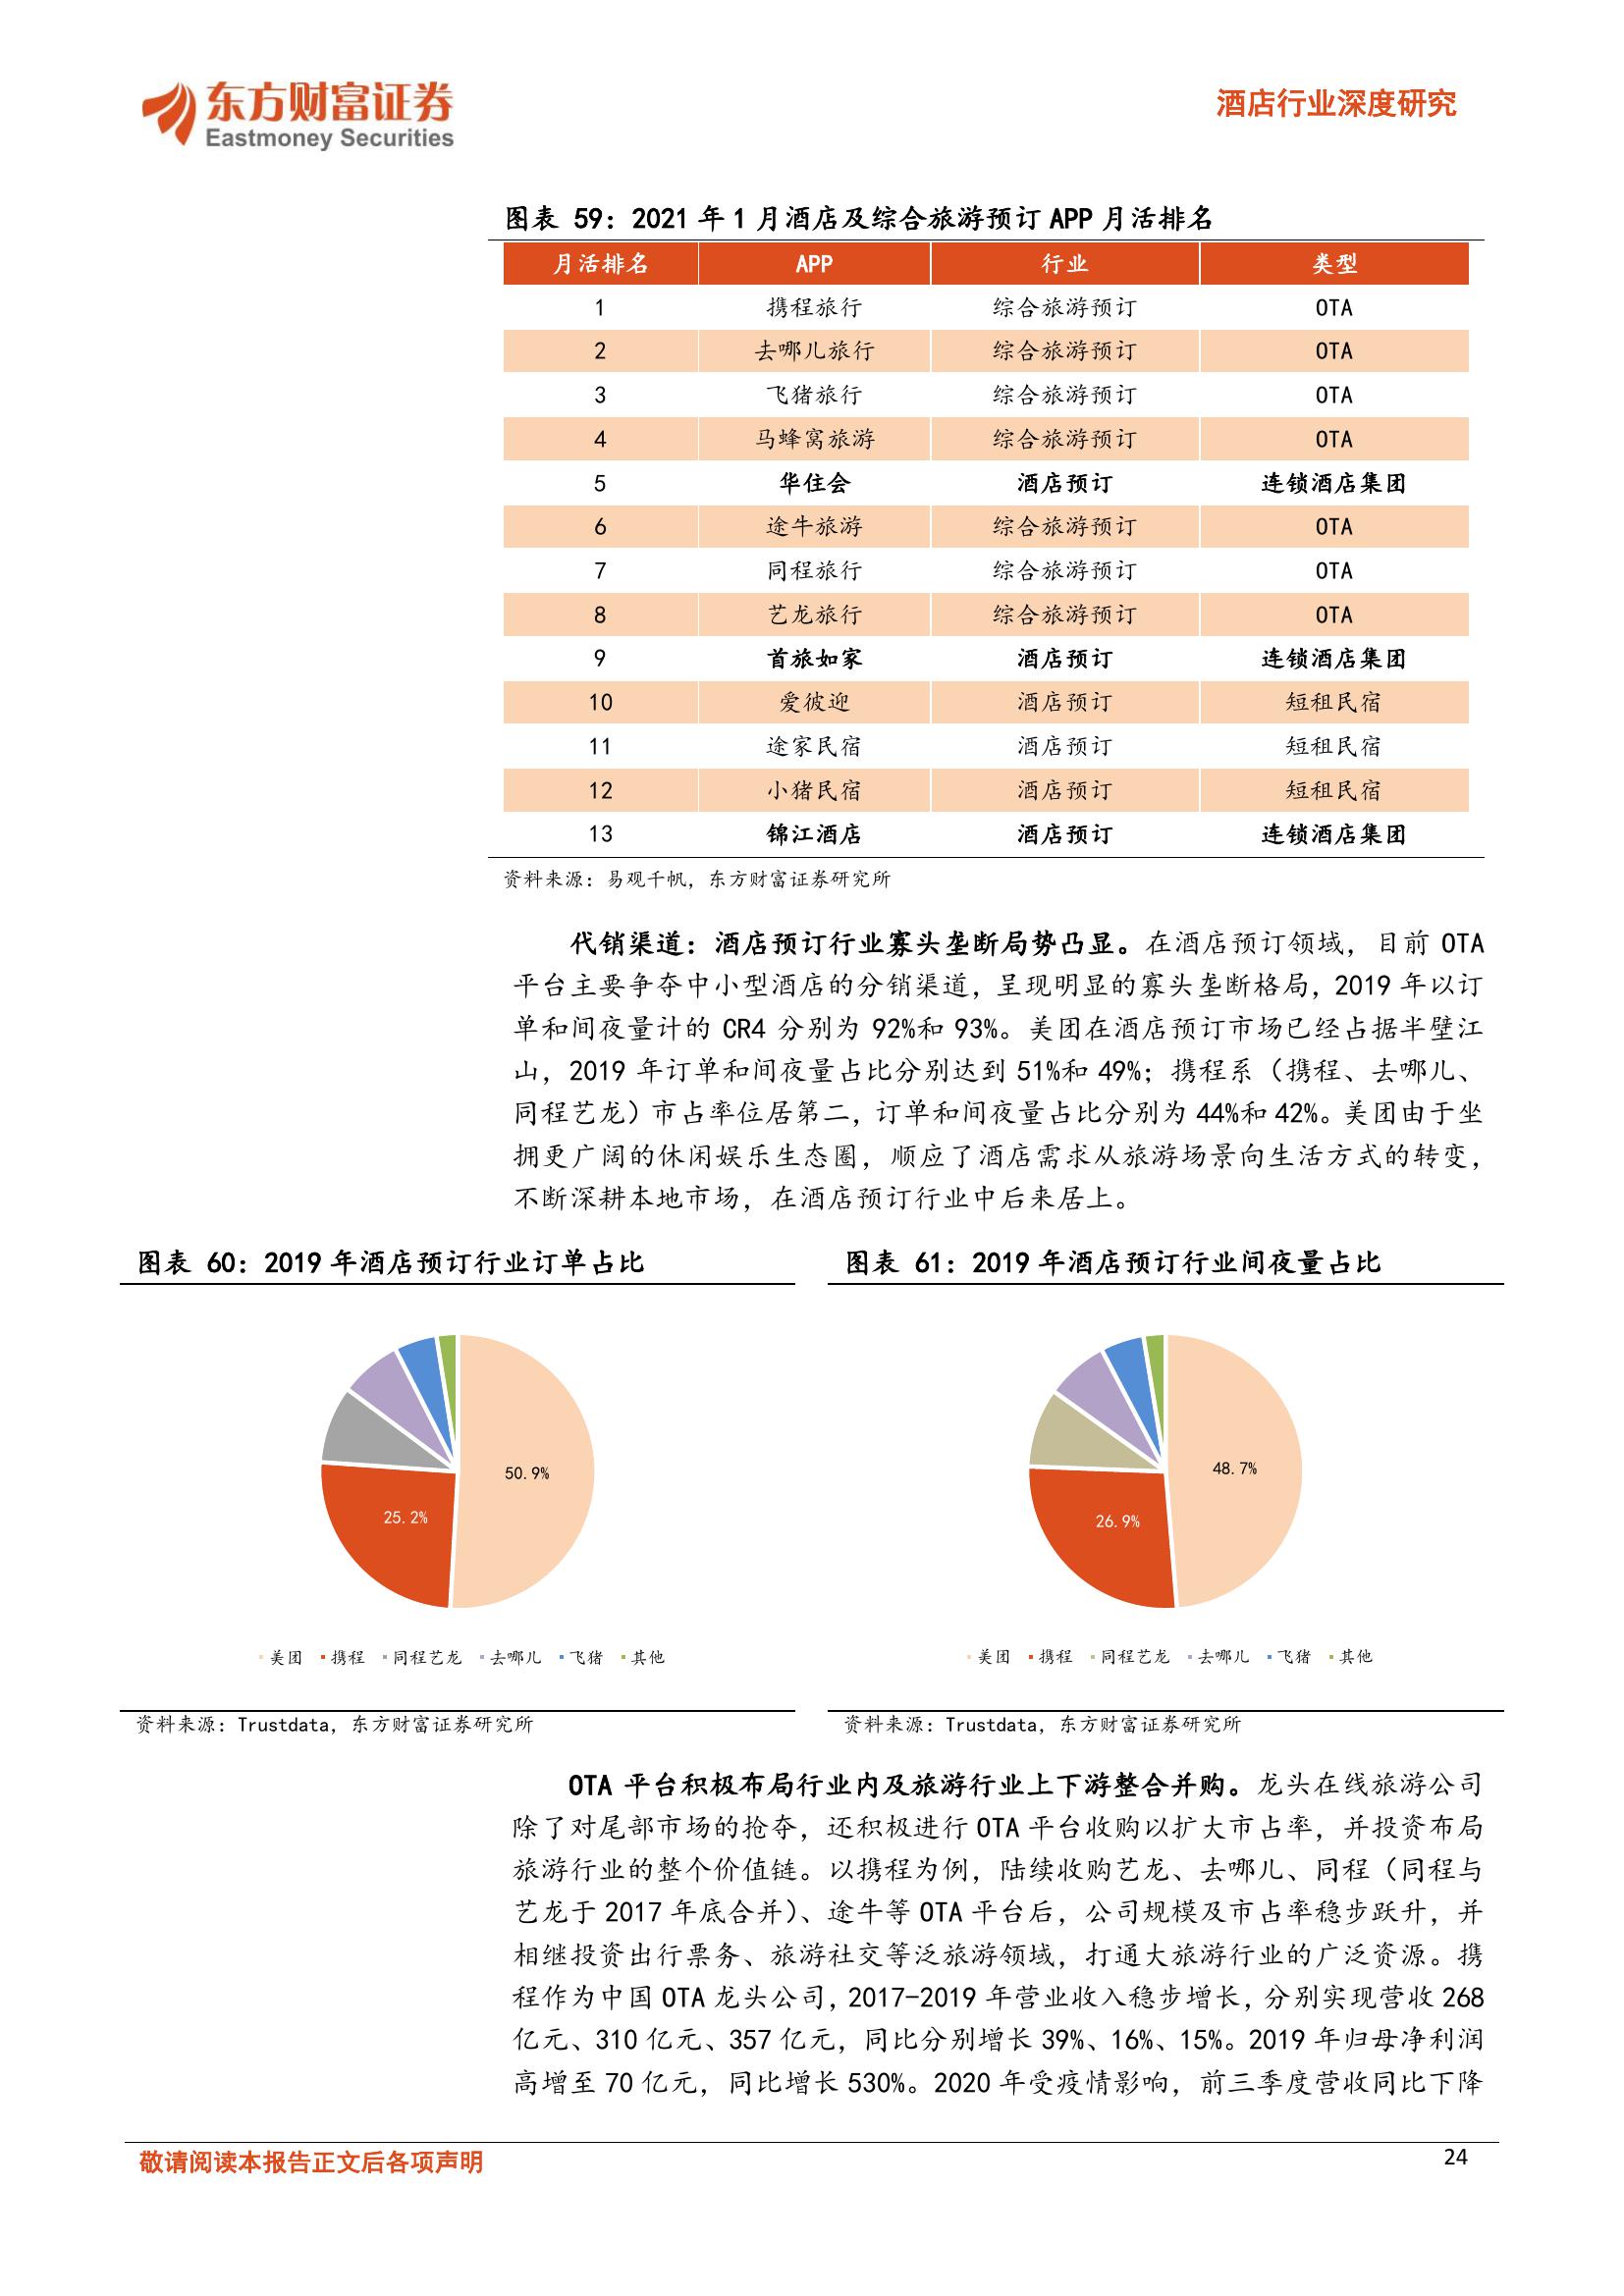 东方财富证券
Eastmoney Securities
酒店行业深度研究
图表 59：2021 年 1 月酒店及综合旅游预订 APP 月活排名
月活排名 APP 行业 类型
1 携程旅行 综合旅游预订 OTA
2 去哪儿旅行 综合旅游预订 OTA
3 飞猪旅行 综合旅游预订 OTA
4 马蜂窝旅游 综合旅游预订 OTA
5 华住会 酒店预订 连锁酒店集团
6 途牛旅游 综合旅游预订 OTA
7 同程旅行 综合旅游预订 OTA
8 艺龙旅行 综合旅游预订 OTA
9 首旅如家 酒店预订 连锁酒店集团
10 爱彼迎 酒店预订 短租民宿
11 途家民宿 酒店预订 短租民宿
12 小猪民宿 酒店预订 短租民宿
13 锦江酒店 酒店预订 连锁酒店集团
资料来源：易观千帆，东方财富证券研究所
代销渠道：酒店预订行业寡头垄断局势凸显。在酒店预订领域，目前 OTA
平台主要争夺中小型酒店的分销渠道，呈现明显的寡头垄断格局，2019 年以订
单和间夜量计的 CR4 分别为 92%和 93%。美团在酒店预订市场已经占据半壁江
山，2019 年订单和间夜量占比分别达到 51%和 49%；携程系（携程、去哪儿、
同程艺龙）市占率位居第二，订单和间夜量占比分别为 44%和 42%。美团由于坐
拥更广阔的休闲娱乐生态圈，顺应了酒店需求从旅游场景向生活方式的转变，
不断深耕本地市场，在酒店预订行业中后来居上。
图表 60：2019 年酒店预订行业订单占比
50.9%
25.2%
美团 携程 同程艺龙 去哪儿 飞猪 其他
资料来源：Trustdata，东方财富证券研究所
图表 61：2019 年酒店预订行业间夜量占比
48.7%
26.9%
美团 携程 同程艺龙 去哪儿 飞猪 其他
资料来源：Trustdata，东方财富证券研究所
OTA 平台积极布局行业内及旅游行业上下游整合并购。龙头在线旅游公司
除了对尾部市场的抢夺，还积极进行 OTA 平台收购以扩大市占率，并投资布局
旅游行业的整个价值链。以携程为例，陆续收购艺龙、去哪儿、同程（同程与
艺龙于 2017 年底合并）、途牛等 OTA 平台后，公司规模及市占率稳步跃升，并
相继投资出行票务、旅游社交等泛旅游领域，打通大旅游行业的广泛资源。携
程作为中国 OTA 龙头公司，2017-2019 年营业收入稳步增长，分别实现营收 268
亿元、310 亿元、357 亿元，同比分别增长 39%、16%、15%。2019 年归母净利润
高增至 70 亿元，同比增长 530%。2020 年受疫情影响，前三季度营收同比下降
敬请阅读本报告正文后各项声明
24